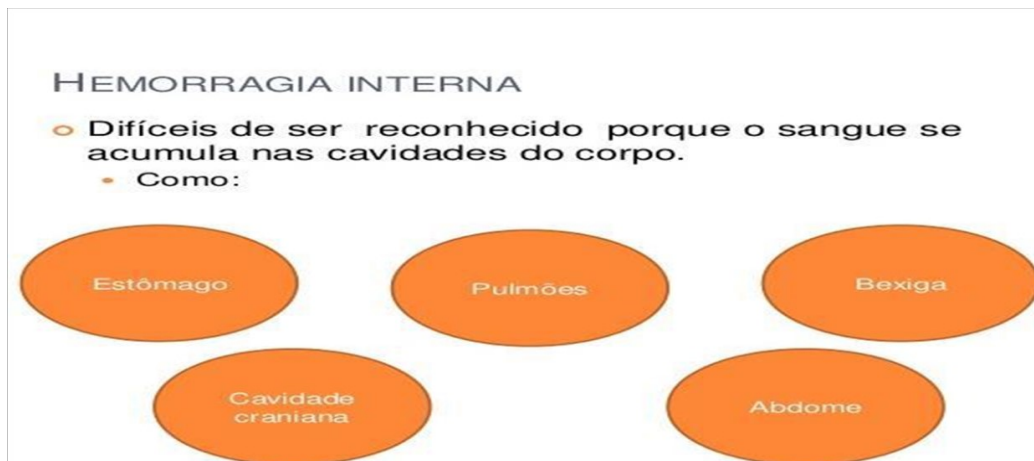 HEMORRAGIA INTERNA
Difíceis de ser reconhecido porque o sangue se
acumula nas cavidades do corpo.
Como:
Estômago
Pulmões
Bexiga
Cavidade
craniana
Abdome